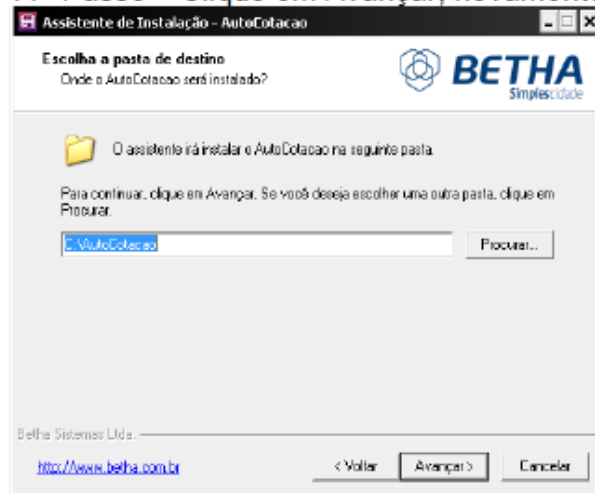 Assistente de Instalação - AutoCotacao
Escolha a pasta de destino
Onde o AutoCotacao será instalado?
BETHA
Simplescidade
O assistente irá instalar o AutoCotacao na seguinte pasta.
Para continuar, clique em Avançar. Se você deseja escolher uma outra pasta, clique em
Procurar.
C:\AutoCotacao
Procurar...
Betha Sistemas Ltda.
http://www.betha.com.br
< Voltar
Avançar >
Cancelar